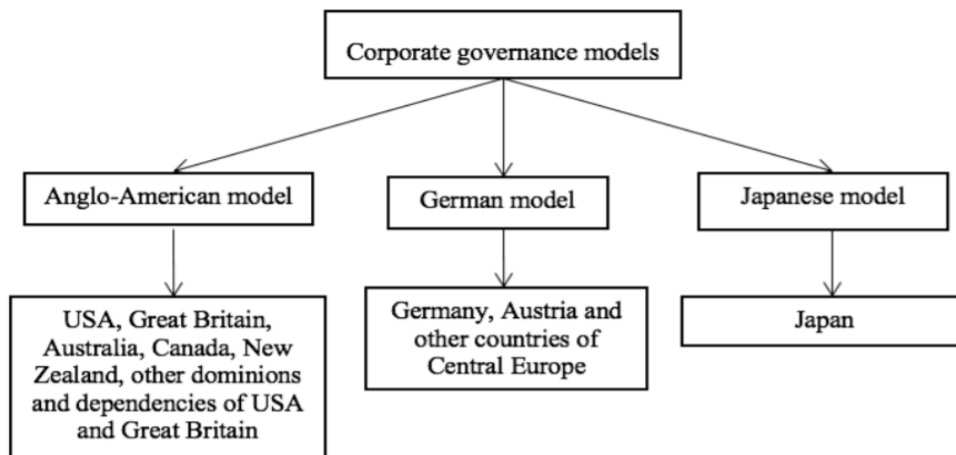 Corporate governance models
Anglo-American model
German model
Japanese model
USA, Great Britain,
Australia, Canada, New
Zealand, other dominions
and dependencies of USA
and Great Britain
Germany, Austria and
other countries of
Central Europe
Japan